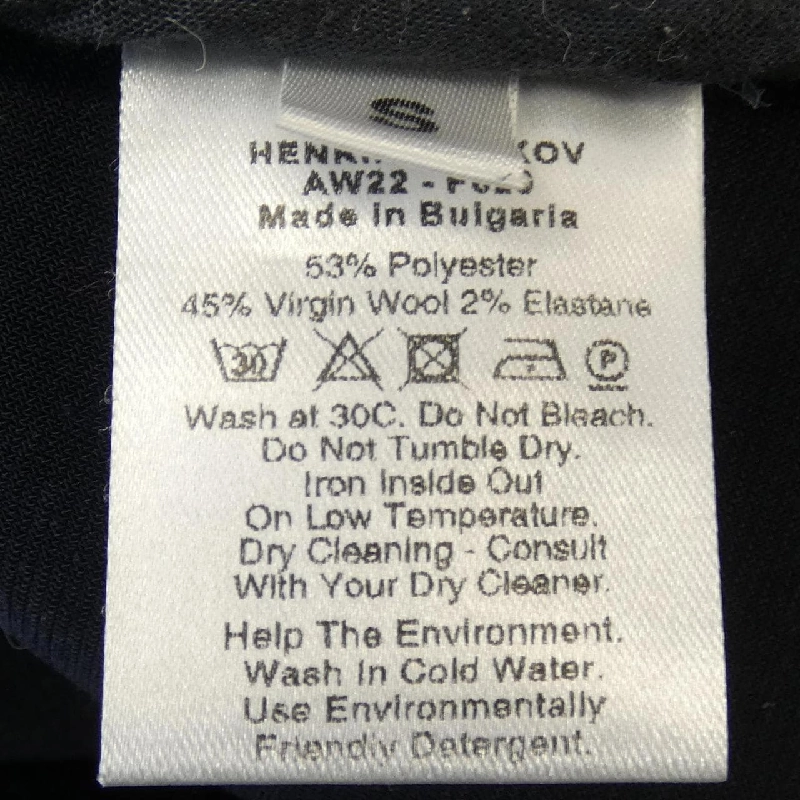 S
AW22 -
Made in Bulgaria
53% Polyester
45% Virgin Wool 2% Elastane
30 P
Wash at 30C. Do Not Bleach.
Do Not Tumble Dry.
Iron Inside Out
On Low Temperature.
Dry Cleaning - Consult
With Your Dry Cleaner.
Help The Environment.
Wash In Cold Water.
Use Environmentally
Friendly Detergent.